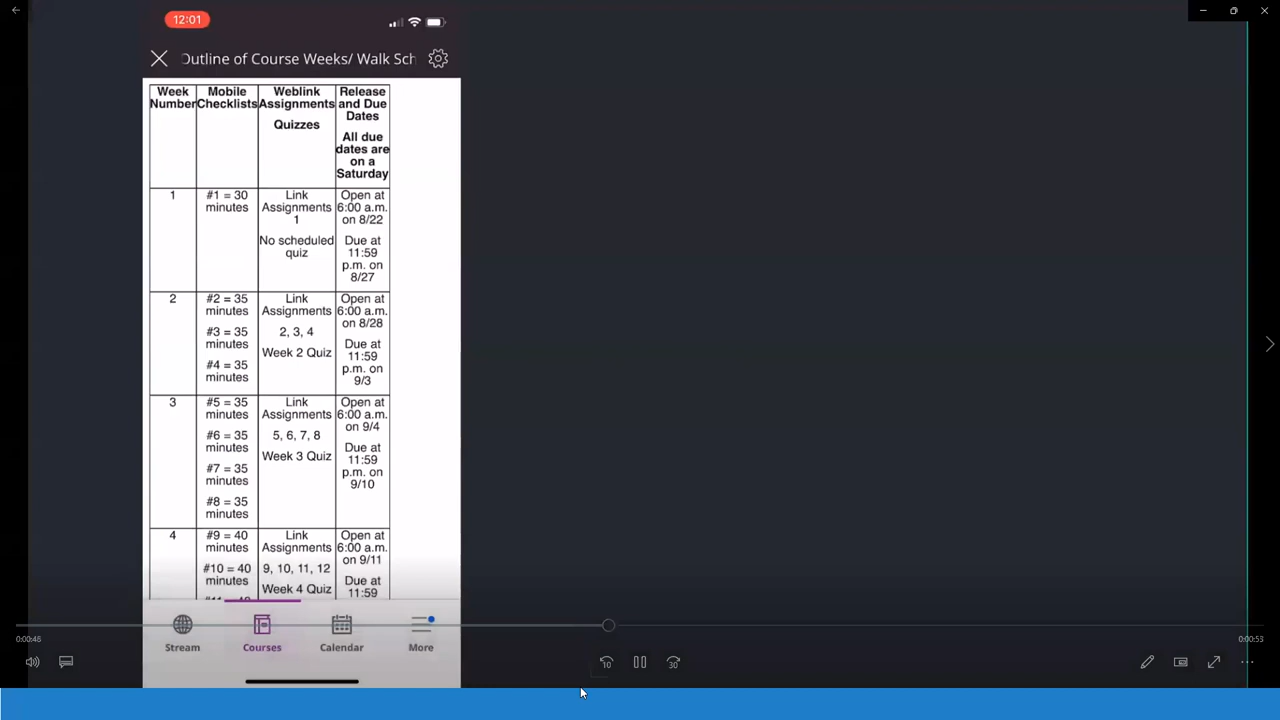 12:01
Outline of Course Weeks/ Walk Sch
Week Number
Mobile Checklists
Weblink Assignments
Quizzes
Release and Due Dates
All due dates are on a Saturday
1
#1 = 30 minutes
Link Assignments 1
No scheduled quiz
Open at 6:00 a.m. on 8/22
Due at 11:59 p.m. on 8/27
2
#2 = 35 minutes
#3 = 35 minutes
#4 = 35 minutes
Link Assignments
2, 3, 4
Week 2 Quiz
Open at 6:00 a.m. on 8/28
Due at 11:59 p.m. on 9/3
3
#5 = 35 minutes
#6 = 35 minutes
#7 = 35 minutes
#8 = 35 minutes
Link Assignments
5, 6, 7, 8
Week 3 Quiz
Open at 6:00 a.m. on 9/4
Due at 11:59 p.m. on 9/10
4
#9 = 40 minutes
#10 = 40 minutes
Link Assignments
9, 10, 11, 12
Week 4 Quiz
Open at 6:00 a.m. on 9/11
Due at 11:59
Stream
Courses
Calendar
More
0:00:48
0:00:53
10
30